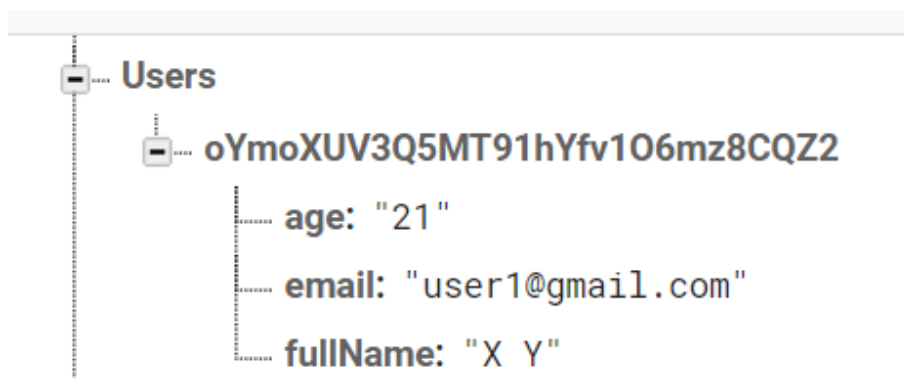 Users
oYmoXUV3Q5MT91hYfv1O6mz8CQZ2
age: "21"
email: "user1@gmail.com"
fullName: "X Y"